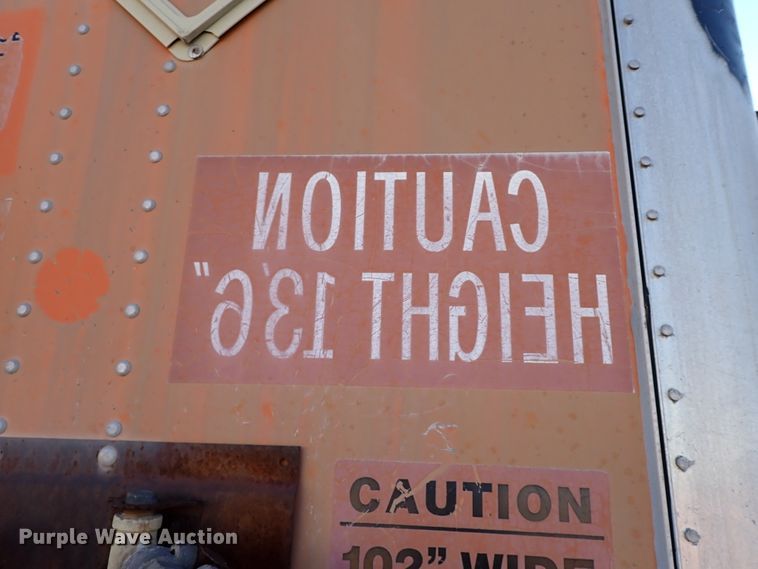 CAUTION
HEIGHT 13'6"
CAUTION
102" WIDE
Purple Wave Auction